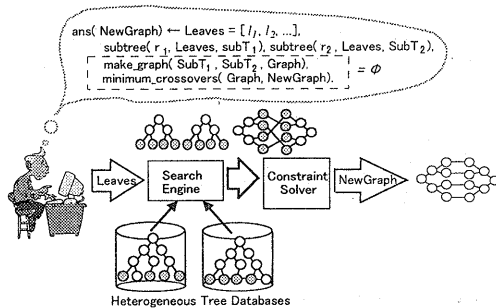 ans( NewGraph) ← Leaves = [ l₁, l₂, ...],
subtree( r₁, Leaves, subT₁), subtree( r₂, Leaves, SubT₂),
make_graph( SubT₁, SubT₂, Graph).
minimum_crossovers( Graph, NewGraph).
= Φ
Leaves
Search
Engine
Constraint
Solver
NewGraph
Heterogeneous Tree Databases